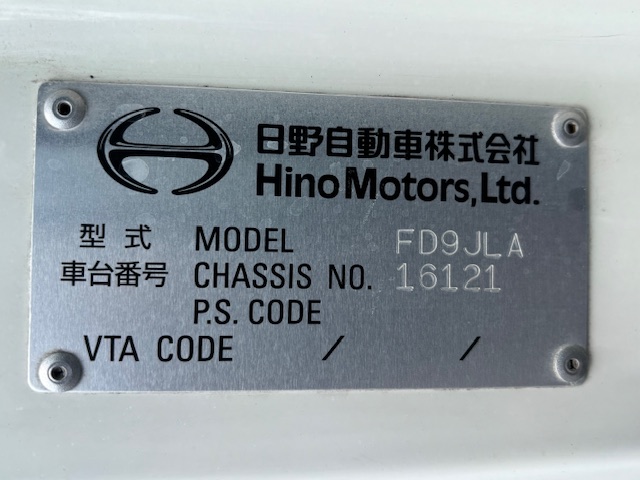 日野自動車株式会社
Hino Motors, Ltd.
型式 MODEL FD9JLA
車台番号 CHASSIS NO. 16121
P.S. CODE
VTA CODE / /